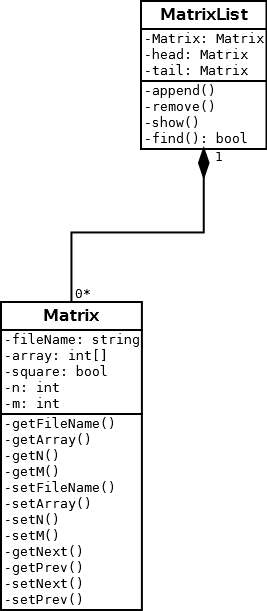 MatrixList
-Matrix: Matrix
-head: Matrix
-tail: Matrix
-append()
-remove()
-show()
-find(): bool
1
0*
Matrix
-fileName: string
-array: int[]
-square: bool
-n: int
-m: int
-getFileName()
-getArray()
-getN()
-getM()
-setFileName()
-setArray()
-setN()
-setM()
-getNext()
-getPrev()
-setNext()
-setPrev()